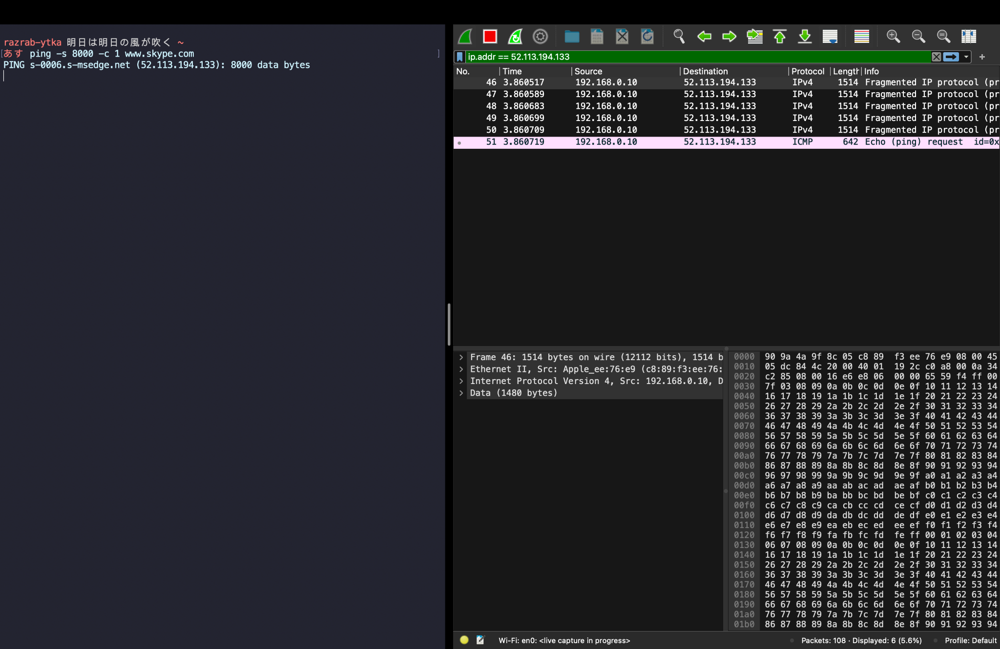 razrab-ytka 明日は明日の風が吹く ~
[あす ping -s 8000 -c 1 www.skype.com ]
PING s-0006.s-msedge.net (52.113.194.133): 8000 data bytes
ip.addr == 52.113.194.133
No. Time Source Destination Protocol Length Info
46 3.860517 192.168.0.10 52.113.194.133 IPv4 1514 Fragmented IP protocol (pr
47 3.860589 192.168.0.10 52.113.194.133 IPv4 1514 Fragmented IP protocol (pr
48 3.860683 192.168.0.10 52.113.194.133 IPv4 1514 Fragmented IP protocol (pr
49 3.860699 192.168.0.10 52.113.194.133 IPv4 1514 Fragmented IP protocol (pr
50 3.860709 192.168.0.10 52.113.194.133 IPv4 1514 Fragmented IP protocol (pr
51 3.860719 192.168.0.10 52.113.194.133 ICMP 642 Echo (ping) request id=0x
Frame 46: 1514 bytes on wire (12112 bits), 1514 b
Ethernet II, Src: Apple_ee:76:e9 (c8:89:f3:ee:76:
Internet Protocol Version 4, Src: 192.168.0.10, D
Data (1480 bytes)
0000 90 9a 4a 9f 8c 05 c8 89 f3 ee 76 e9 08 00 45
0010 05 dc 84 4c 20 00 40 01 19 2c c0 a8 00 0a 34
0020 c2 85 08 00 16 e6 e8 06 00 00 65 59 f4 ff 00
0030 7f 03 08 09 0a 0b 0c 0d 0e 0f 10 11 12 13 14
0040 16 17 18 19 1a 1b 1c 1d 1e 1f 20 21 22 23 24
0050 26 27 28 29 2a 2b 2c 2d 2e 2f 30 31 32 33 34
0060 36 37 38 39 3a 3b 3c 3d 3e 3f 40 41 42 43 44
0070 46 47 48 49 4a 4b 4c 4d 4e 4f 50 51 52 53 54
0080 56 57 58 59 5a 5b 5c 5d 5e 5f 60 61 62 63 64
0090 66 67 68 69 6a 6b 6c 6d 6e 6f 70 71 72 73 74
00a0 76 77 78 79 7a 7b 7c 7d 7e 7f 80 81 82 83 84
00b0 86 87 88 89 8a 8b 8c 8d 8e 8f 90 91 92 93 94
00c0 96 97 98 99 9a 9b 9c 9d 9e 9f a0 a1 a2 a3 a4
00d0 a6 a7 a8 a9 aa ab ac ad ae af b0 b1 b2 b3 b4
00e0 b6 b7 b8 b9 ba bb bc bd be bf c0 c1 c2 c3 c4
00f0 c6 c7 c8 c9 ca cb cc cd ce cf d0 d1 d2 d3 d4
0100 d6 d7 d8 d9 da db dc dd de df e0 e1 e2 e3 e4
0110 e6 e7 e8 e9 ea eb ec ed ee ef f0 f1 f2 f3 f4
0120 f6 f7 f8 f9 fa fb fc fd fe ff 00 01 02 03 04
0130 06 07 08 09 0a 0b 0c 0d 0e 0f 10 11 12 13 14
0140 16 17 18 19 1a 1b 1c 1d 1e 1f 20 21 22 23 24
0150 26 27 28 29 2a 2b 2c 2d 2e 2f 30 31 32 33 34
0160 36 37 38 39 3a 3b 3c 3d 3e 3f 40 41 42 43 44
0170 46 47 48 49 4a 4b 4c 4d 4e 4f 50 51 52 53 54
0180 56 57 58 59 5a 5b 5c 5d 5e 5f 60 61 62 63 64
0190 66 67 68 69 6a 6b 6c 6d 6e 6f 70 71 72 73 74
01a0 76 77 78 79 7a 7b 7c 7d 7e 7f 80 81 82 83 84
01b0 86 87 88 89 8a 8b 8c 8d 8e 8f 90 91 92 93 94
Wi-Fi: en0: <live capture in progress> Packets: 108 · Displayed: 6 (5.6%) Profile: Default